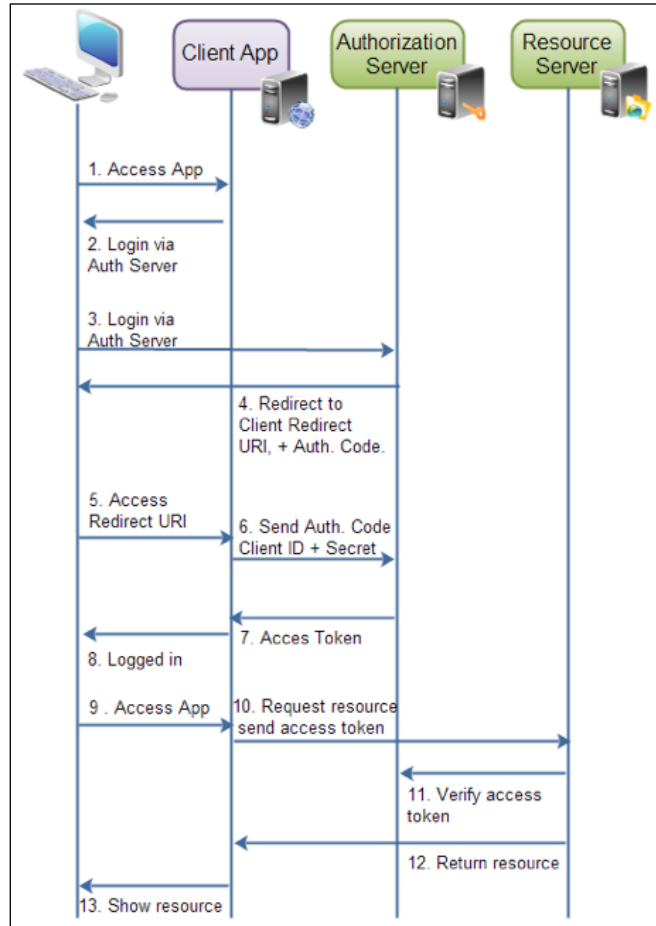 Client App
Authorization
Server
Resource
Server
1. Access App
2. Login via
Auth Server
3. Login via
Auth Server
4. Redirect to
Client Redirect
URI, + Auth. Code.
5. Access
Redirect URI
6. Send Auth. Code
Client ID + Secret
7. Acces Token
8. Logged in
9 . Access App
10. Request resource
send access token
11. Verify access
token
12. Return resource
13. Show resource